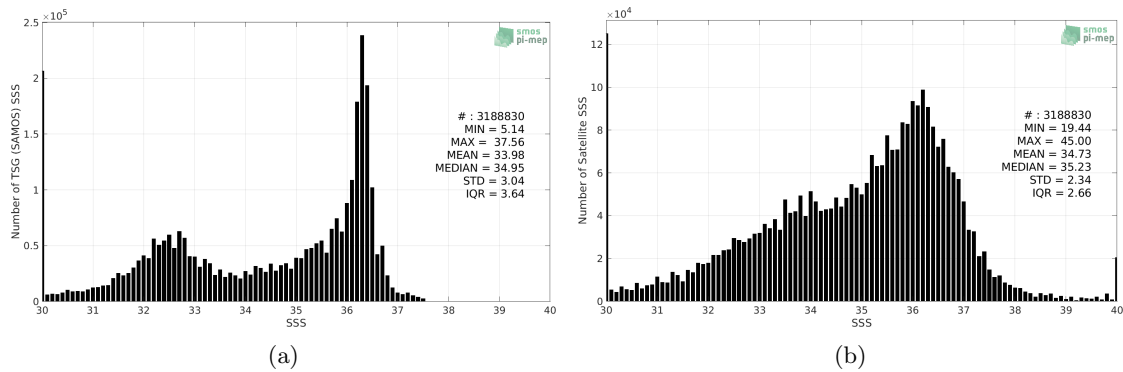 ×10⁵
2.5
2
1.5
1
0.5
0
30 31 32 33 34 35 36 37 38 39 40
SSS
Number of TSG (SAMOS) SSS
smos
pi-mep
# : 3188830
MIN = 5.14
MAX = 37.56
MEAN = 33.98
MEDIAN = 34.95
STD = 3.04
IQR = 3.64
(a)
×10⁴
12
10
8
6
4
2
0
30 31 32 33 34 35 36 37 38 39 40
SSS
Number of Satellite SSS
smos
pi-mep
# : 3188830
MIN = 19.44
MAX = 45.00
MEAN = 34.73
MEDIAN = 35.23
STD = 2.34
IQR = 2.66
(b)